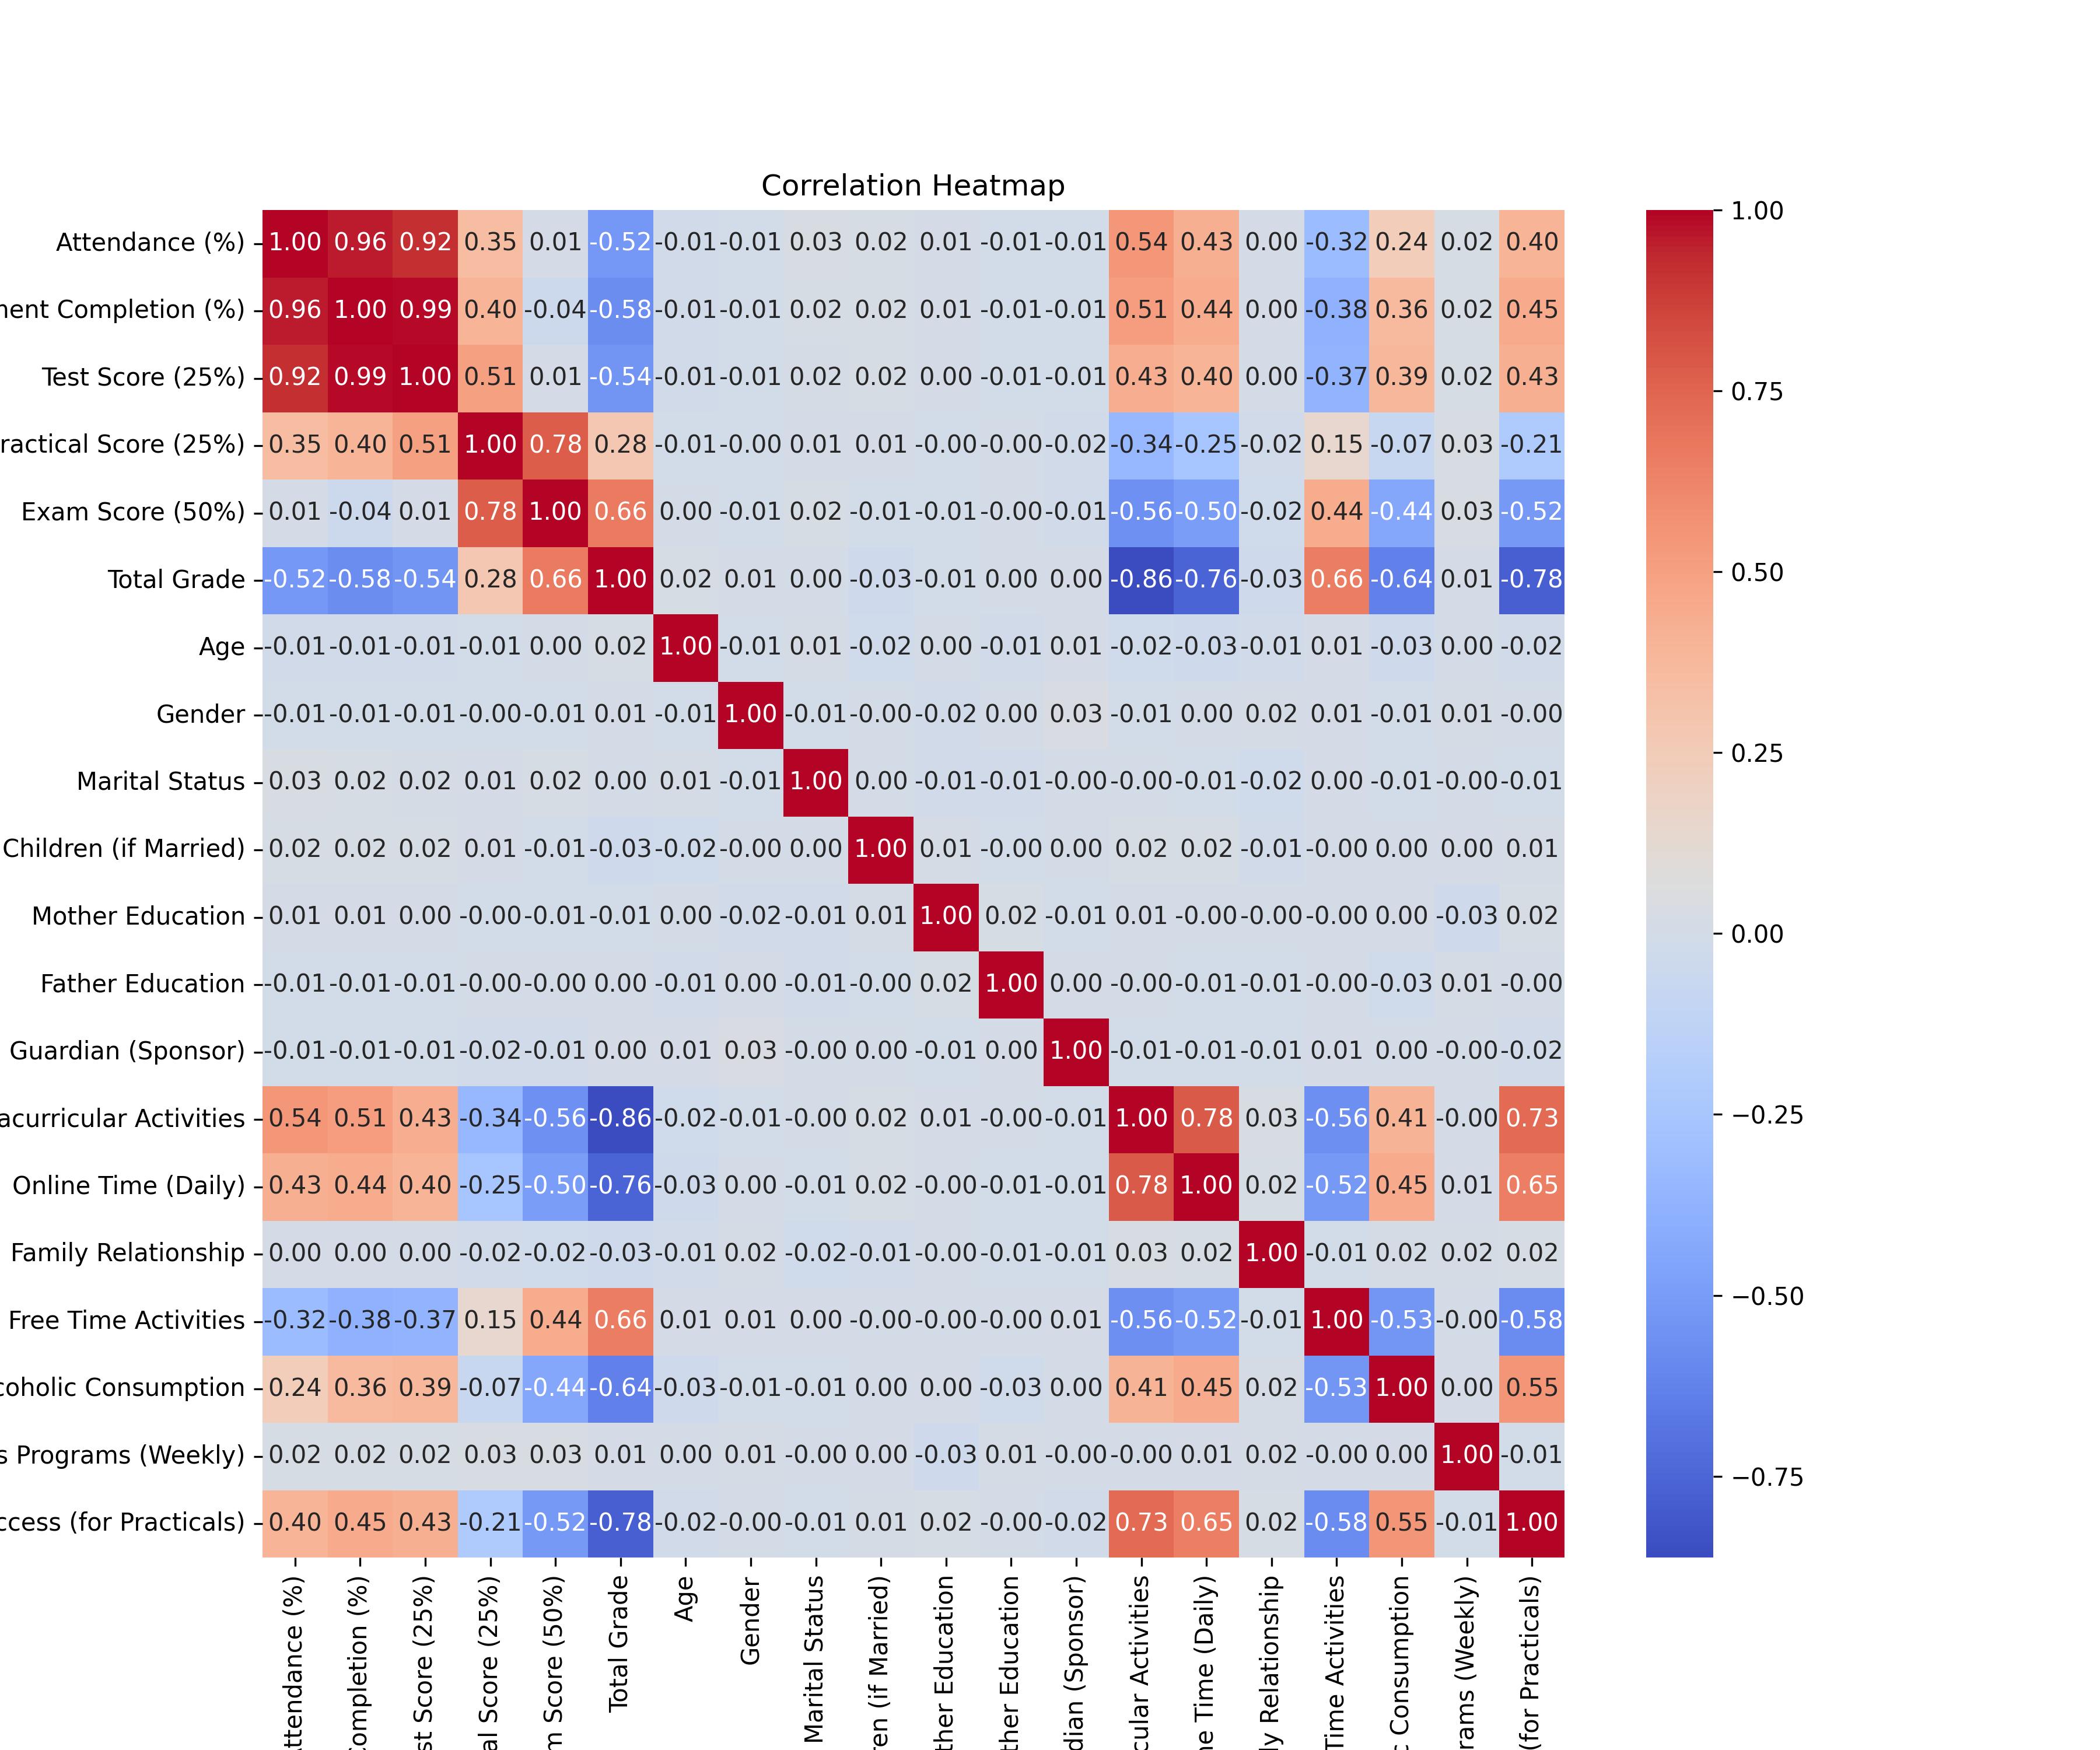 Correlation Heatmap
Attendance (%) 1.00 0.96 0.92 0.35 0.01 -0.52 -0.01 -0.01 0.03 0.02 0.01 -0.01 -0.01 0.54 0.43 0.00 -0.32 0.24 0.02 0.40
ment Completion (%) 0.96 1.00 0.99 0.40 -0.04 -0.58 -0.01 -0.01 0.02 0.02 0.01 -0.01 -0.01 0.51 0.44 0.00 -0.38 0.36 0.02 0.45
Test Score (25%) 0.92 0.99 1.00 0.51 0.01 -0.54 -0.01 -0.01 0.02 0.02 0.00 -0.01 -0.01 0.43 0.40 0.00 -0.37 0.39 0.02 0.43
ractical Score (25%) 0.35 0.40 0.51 1.00 0.78 0.28 -0.01 -0.00 0.01 0.01 -0.00 -0.00 -0.02 -0.34 -0.25 -0.02 0.15 -0.07 0.03 -0.21
Exam Score (50%) 0.01 -0.04 0.01 0.78 1.00 0.66 0.00 -0.01 0.02 -0.01 -0.01 -0.00 -0.01 -0.56 -0.50 -0.02 0.44 -0.44 0.03 -0.52
Total Grade -0.52 -0.58 -0.54 0.28 0.66 1.00 0.02 0.01 0.00 -0.03 -0.01 0.00 0.00 -0.86 -0.76 -0.03 0.66 -0.64 0.01 -0.78
Age -0.01 -0.01 -0.01 -0.01 0.00 0.02 1.00 -0.01 0.01 -0.02 0.00 -0.01 0.01 -0.02 -0.03 -0.01 0.01 -0.03 0.00 -0.02
Gender -0.01 -0.01 -0.01 -0.00 -0.01 0.01 -0.01 1.00 -0.01 -0.00 -0.02 0.00 0.03 -0.01 0.00 0.02 0.01 -0.01 0.01 -0.00
Marital Status 0.03 0.02 0.02 0.01 0.02 0.00 0.01 -0.01 1.00 0.00 -0.01 -0.01 -0.00 -0.00 -0.01 -0.02 0.00 -0.01 -0.00 -0.01
Children (if Married) 0.02 0.02 0.02 0.01 -0.01 -0.03 -0.02 -0.00 0.00 1.00 0.01 -0.00 0.00 0.02 0.02 -0.01 -0.00 0.00 0.00 0.01
Mother Education 0.01 0.01 0.00 -0.00 -0.01 -0.01 0.00 -0.02 -0.01 0.01 1.00 0.02 -0.01 0.01 -0.00 -0.00 -0.00 0.00 -0.03 0.02
Father Education -0.01 -0.01 -0.01 -0.00 -0.00 0.00 -0.01 0.00 -0.01 -0.00 0.02 1.00 0.00 -0.00 -0.01 -0.01 -0.00 -0.03 0.01 -0.00
Guardian (Sponsor) -0.01 -0.01 -0.01 -0.02 -0.01 0.00 0.01 0.03 -0.00 0.00 -0.01 0.00 1.00 -0.01 -0.01 -0.01 0.01 0.00 -0.00 -0.02
acurricular Activities 0.54 0.51 0.43 -0.34 -0.56 -0.86 -0.02 -0.01 -0.00 0.02 0.01 -0.00 -0.01 1.00 0.78 0.03 -0.56 0.41 -0.00 0.73
Online Time (Daily) 0.43 0.44 0.40 -0.25 -0.50 -0.76 -0.03 0.00 -0.01 0.02 -0.00 -0.01 -0.01 0.78 1.00 0.02 -0.52 0.45 0.01 0.65
Family Relationship 0.00 0.00 0.00 -0.02 -0.02 -0.03 -0.01 0.02 -0.02 -0.01 -0.00 -0.01 -0.01 0.03 0.02 1.00 -0.01 0.02 0.02 0.02
Free Time Activities -0.32 -0.38 -0.37 0.15 0.44 0.66 0.01 0.01 0.00 -0.00 -0.00 -0.00 0.01 -0.56 -0.52 -0.01 1.00 -0.53 -0.00 -0.58
coholic Consumption 0.24 0.36 0.39 -0.07 -0.44 -0.64 -0.03 -0.01 -0.01 0.00 0.00 -0.03 0.00 0.41 0.45 0.02 -0.53 1.00 0.00 0.55
s Programs (Weekly) 0.02 0.02 0.02 0.03 0.03 0.01 0.00 0.01 -0.00 0.00 -0.03 0.01 -0.00 -0.00 0.01 0.02 -0.00 0.00 1.00 -0.01
ccess (for Practicals) 0.40 0.45 0.43 -0.21 -0.52 -0.78 -0.02 -0.00 -0.01 0.01 0.02 -0.00 -0.02 0.73 0.65 0.02 -0.58 0.55 -0.01 1.00
ttendance (%)
Completion (%)
st Score (25%)
al Score (25%)
m Score (50%)
Total Grade
Age
Gender
Marital Status
ren (if Married)
ther Education
ther Education
dian (Sponsor)
cular Activities
ne Time (Daily)
ly Relationship
Time Activities
c Consumption
rams (Weekly)
(for Practicals)
1.00
0.75
0.50
0.25
0.00
−0.25
−0.50
−0.75